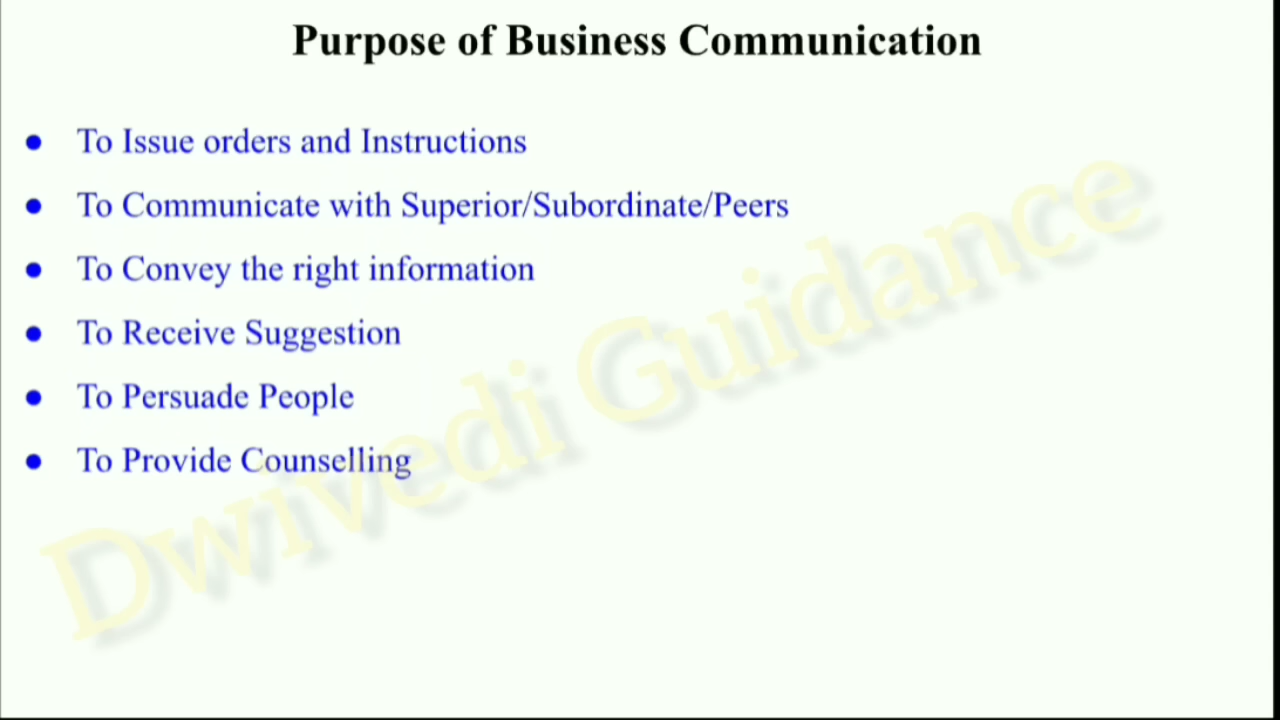 Purpose of Business Communication
● To Issue orders and Instructions
● To Communicate with Superior/Subordinate/Peers
● To Convey the right information
● To Receive Suggestion
● To Persuade People
● To Provide Counselling
Dwivedi Guidance